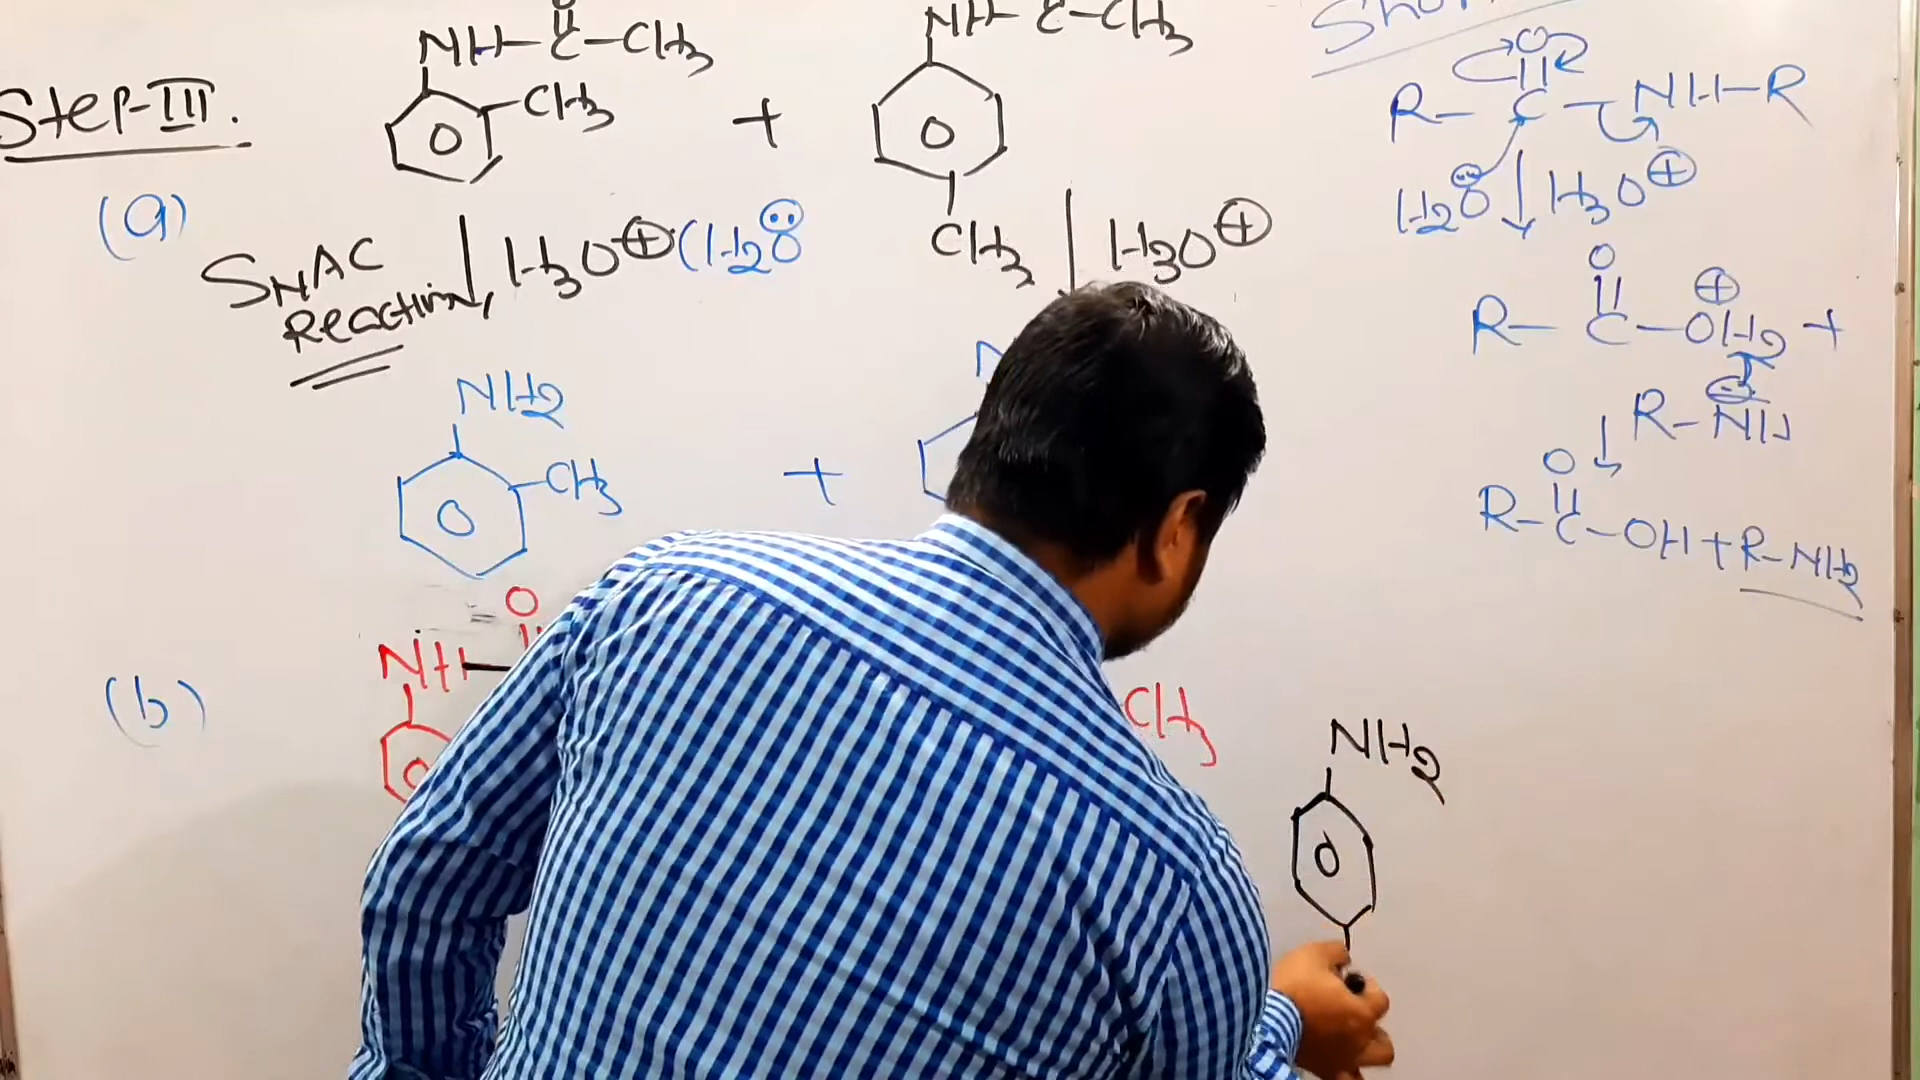 Step-III.
NH-C-CH3
O
CH3
+
NH-C-CH3
O
CH3
(a)
SNAC
Reaction,
H3O⊕(H2O
H3O⊕
NH2
O
CH3
+
(b)
O
NH-
CH3
NH2
O
O
R-C-NH-R
H2O
H3O⊕
O
R-C-OH2 +
⊕
R-NH
O
R-C-OH+R-NH2